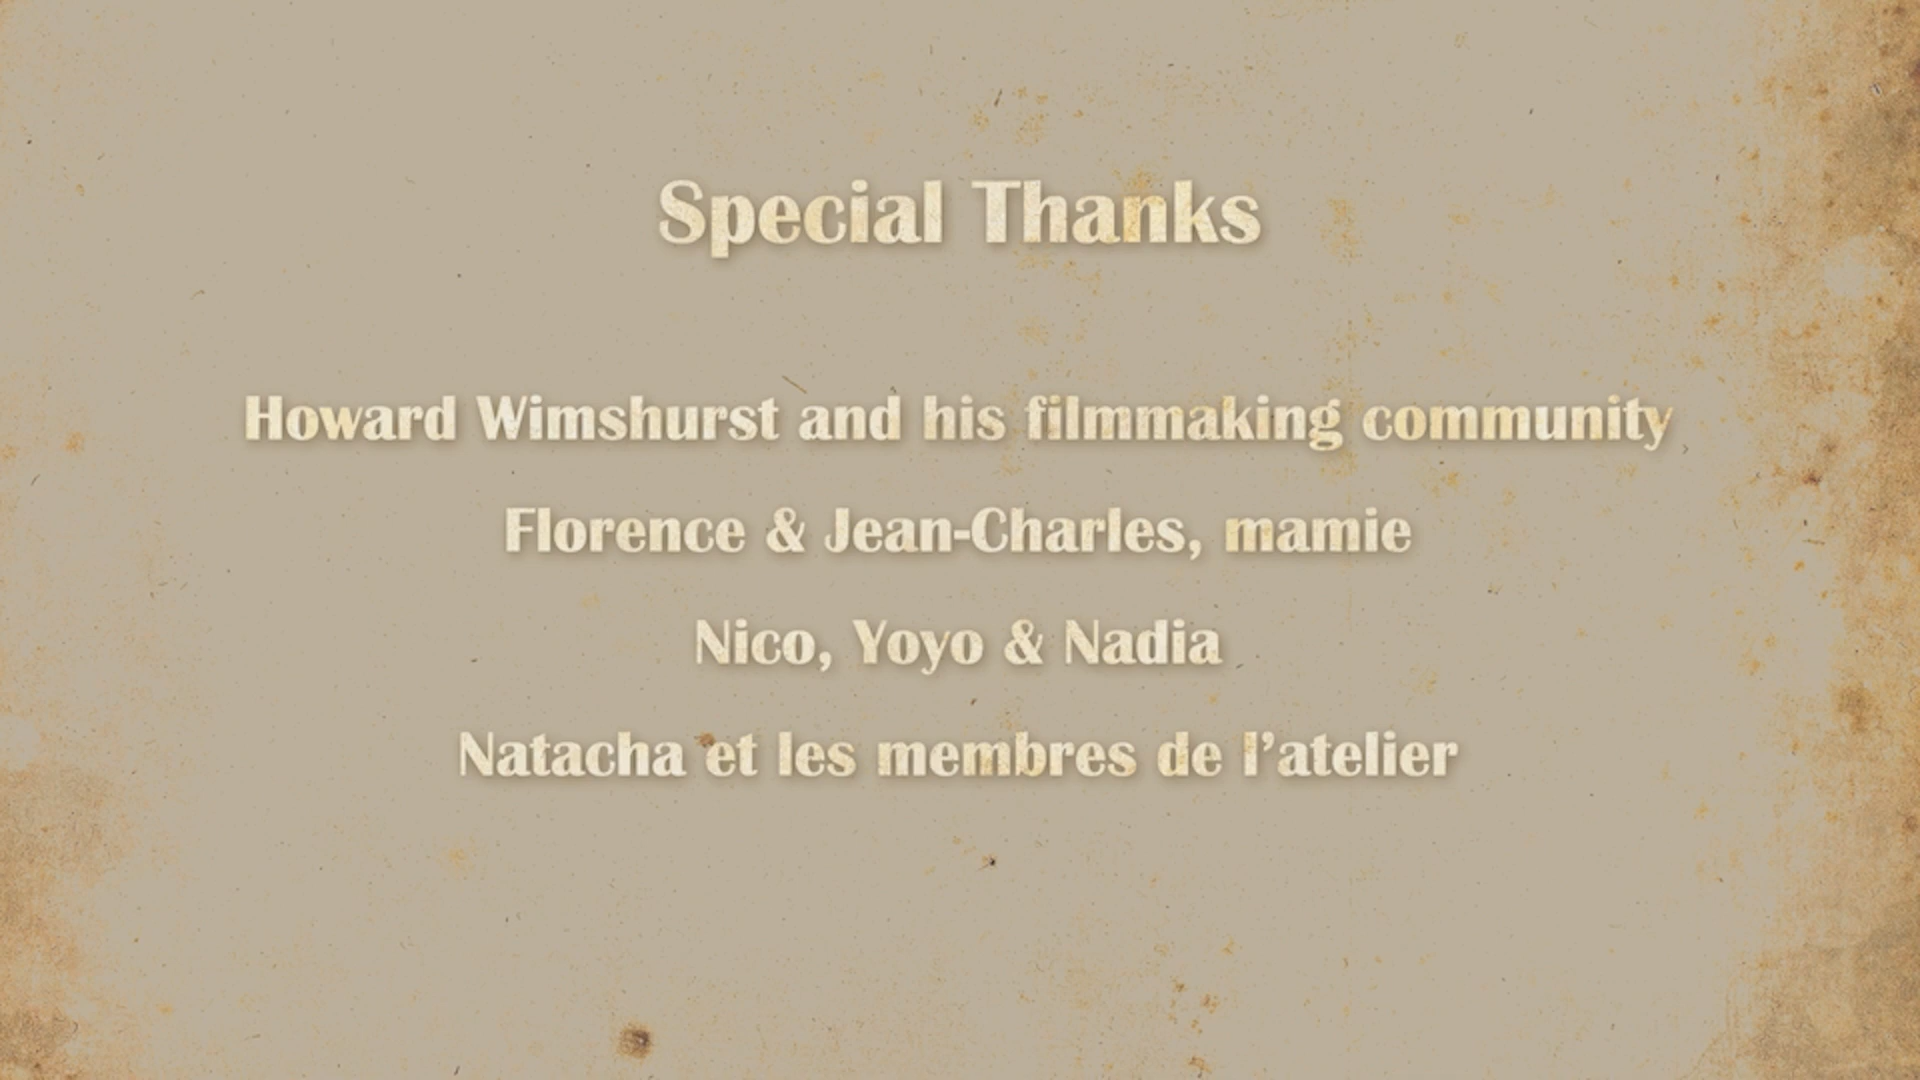 Special Thanks
Howard Wimshurst and his filmmaking community
Florence & Jean-Charles, mamie
Nico, Yoyo & Nadia
Natacha et les membres de l’atelier